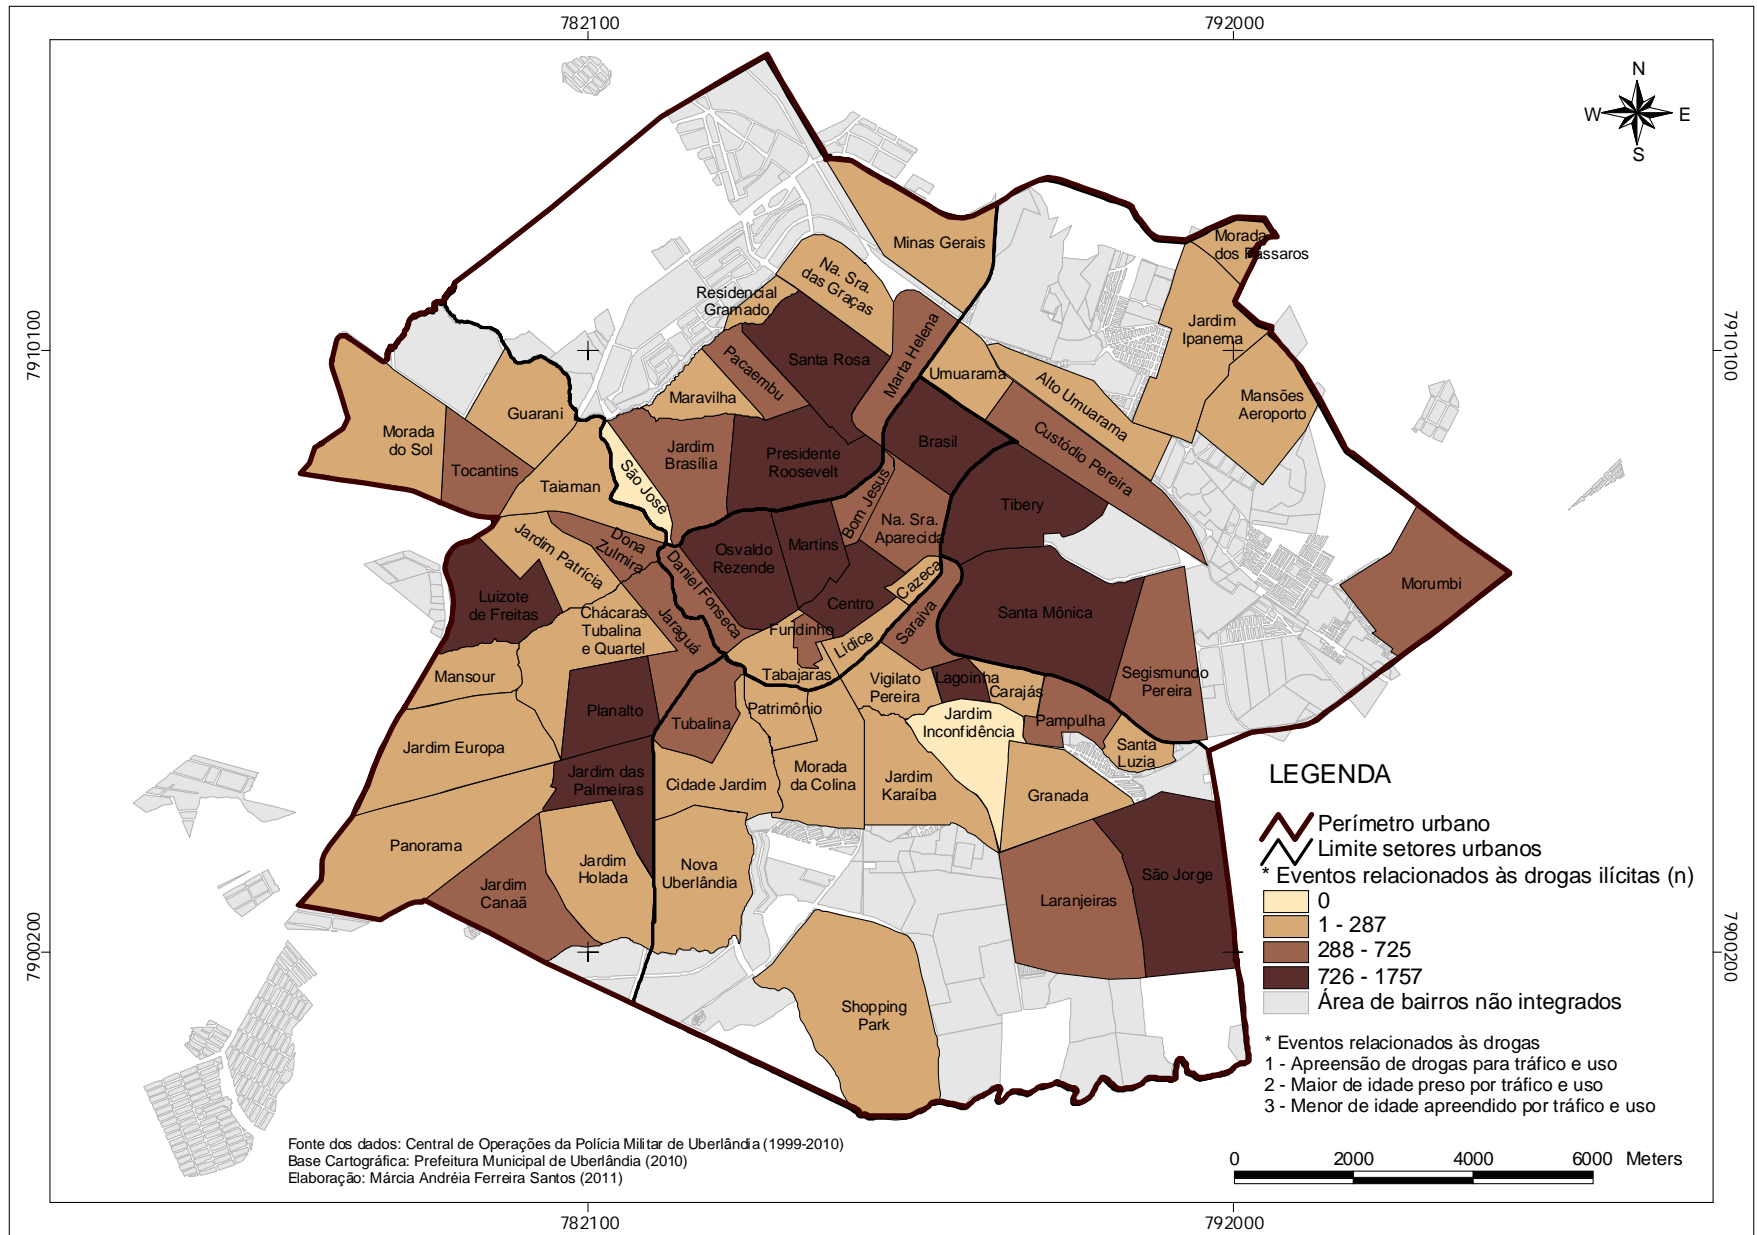 782100
792000
N
W
E
S
7910100
7910100
7900200
7900200
Minas Gerais
Morada
dos Pássaros
Na. Sra.
das Graças
Residencial
Gramado
Jardim
Ipanema
Marta Helena
Santa Rosa
Pacaembu
Umuarama
Alto Umuarama
Mansões
Aeroporto
Maravilha
Guarani
Morada
do Sol
Tocantins
Taiaman
São José
Jardim
Brasília
Presidente
Roosevelt
Brasil
Custódio Pereira
Tibery
Bom Jesus
Na. Sra.
Aparecida
Jardim Patrícia
Dona
Zulmira
Daniel Fonseca
Osvaldo
Rezende
Martins
Centro
Cazeca
Morumbi
Luizote
de Freitas
Chácaras
Tubalina
e Quartel
Jaraguá
Fundinho
Lídice
Saraiva
Santa Mônica
Segismundo
Pereira
Mansour
Tabajaras
Vigilato
Pereira
Lagoinha
Carajás
Planalto
Tubalina
Patrimônio
Jardim
Inconfidência
Pampulha
Santa
Luzia
Jardim Europa
Jardim das
Palmeiras
Cidade Jardim
Morada
da Colina
Jardim
Karaíba
Granada
Panorama
Jardim
Canaã
Jardim
Holada
Nova
Uberlândia
Laranjeiras
São Jorge
Shopping
Park
LEGENDA
Perímetro urbano
Limite setores urbanos
* Eventos relacionados às drogas ilícitas (n)
0
1 - 287
288 - 725
726 - 1757
Área de bairros não integrados
* Eventos relacionados às drogas
1 - Apreensão de drogas para tráfico e uso
2 - Maior de idade preso por tráfico e uso
3 - Menor de idade apreendido por tráfico e uso
Fonte dos dados: Central de Operações da Polícia Militar de Uberlândia (1999-2010)
Base Cartográfica: Prefeitura Municipal de Uberlândia (2010)
Elaboração: Márcia Andréia Ferreira Santos (2011)
0 2000 4000 6000 Meters
782100
792000